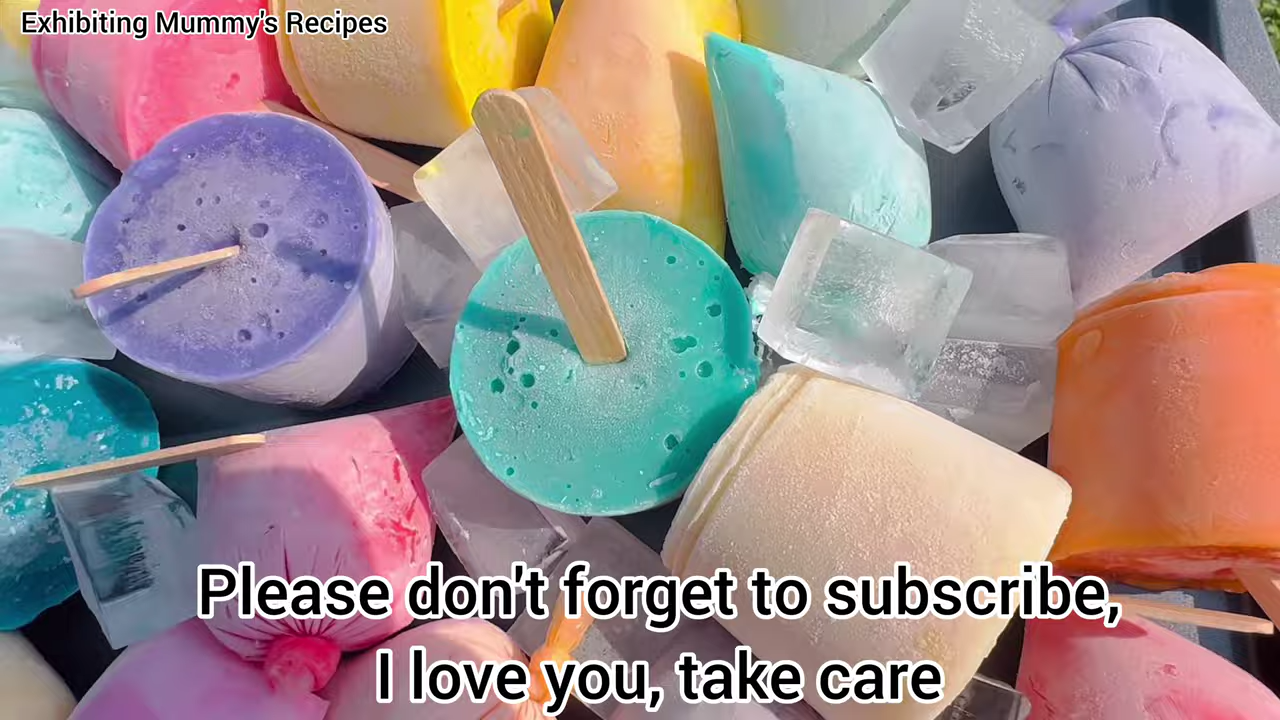 Exhibiting Mummy's Recipes
Please don't forget to subscribe,
I love you, take care